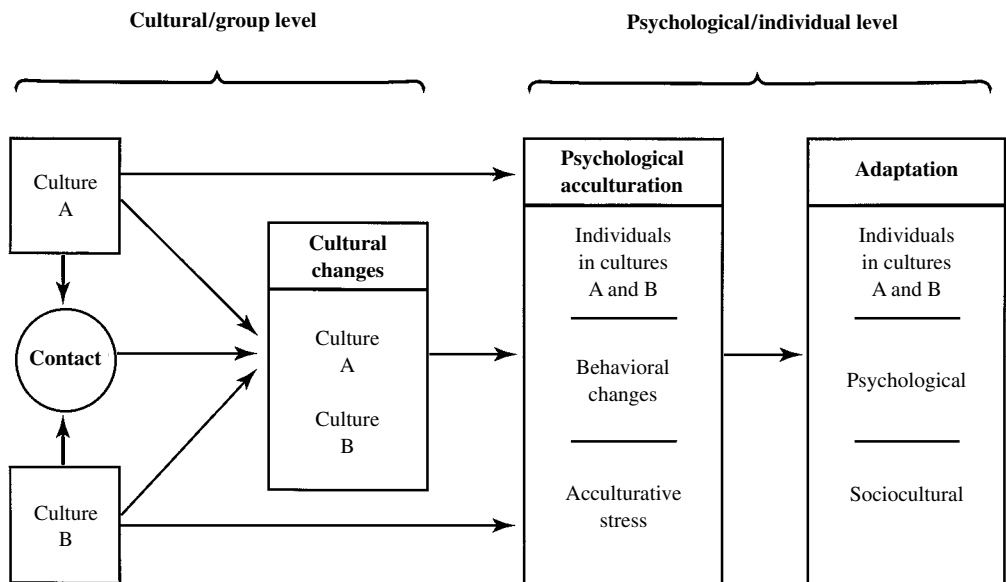 Cultural/group level
Psychological/individual level
Culture
A
Contact
Culture
B
Cultural
changes
Culture
A
Culture
B
Psychological
acculturation
Individuals
in cultures
A and B
Behavioral
changes
Acculturative
stress
Adaptation
Individuals
in cultures
A and B
Psychological
Sociocultural